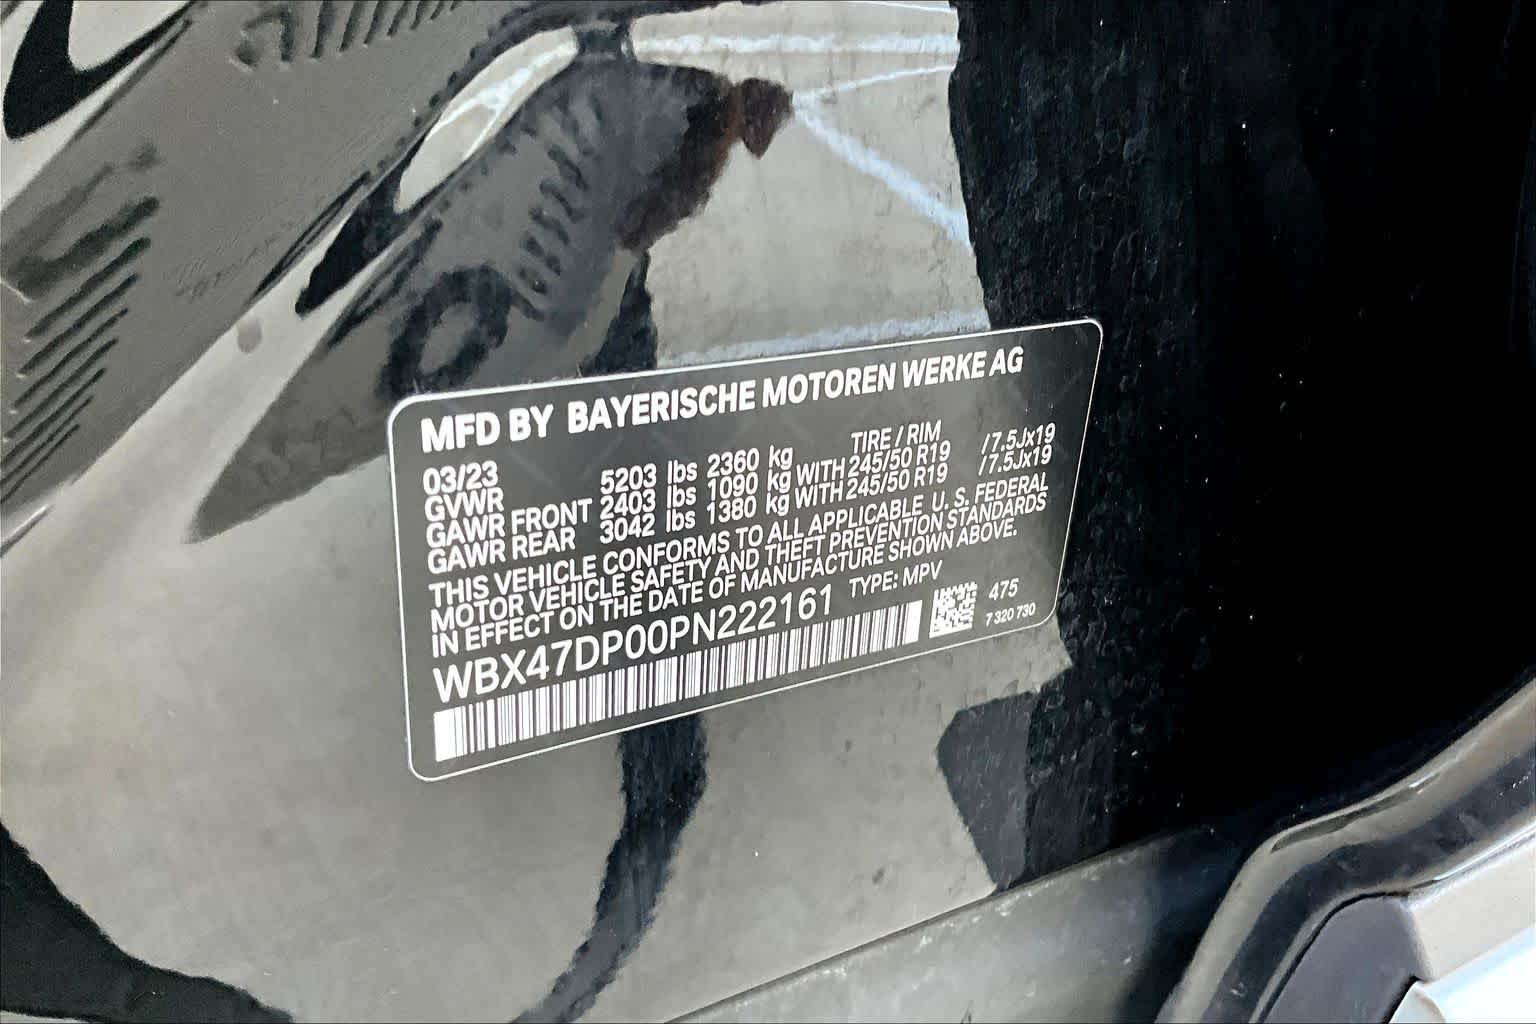 MFD BY BAYERISCHE MOTOREN WERKE AG
03/23 TIRE / RIM
GVWR 5203 lbs 2360 kg
GAWR FRONT 2403 lbs 1090 kg WITH 245/50 R19 /7.5Jx19
GAWR REAR 3042 lbs 1380 kg WITH 245/50 R19 /7.5Jx19
THIS VEHICLE CONFORMS TO ALL APPLICABLE U. S. FEDERAL
MOTOR VEHICLE SAFETY AND THEFT PREVENTION STANDARDS
IN EFFECT ON THE DATE OF MANUFACTURE SHOWN ABOVE.
WBX47DP00PN222161 TYPE: MPV
475
7 320 730